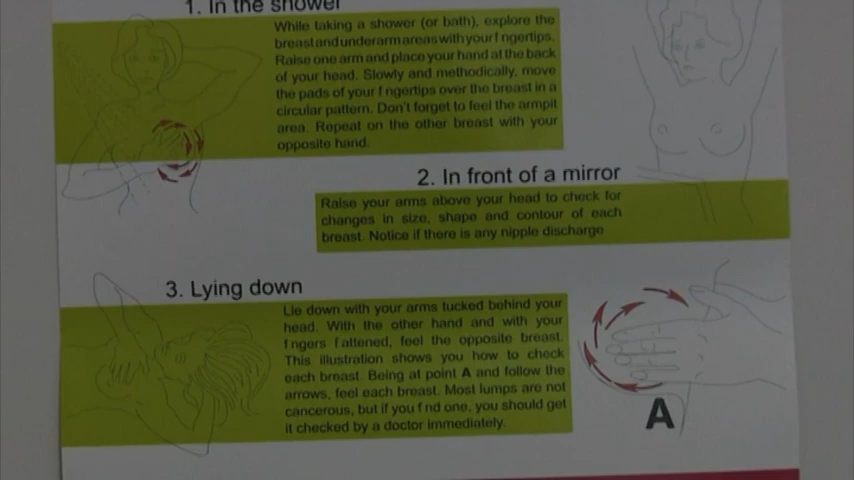 1. In the shower
While taking a shower (or bath), explore the
breast and underarm areas with your f ngertips.
Raise one arm and place your hand at the back
of your head. Slowly and methodically, move
the pads of your f ngertips over the breast in a
circular pattern. Don't forget to feel the armpit
area. Repeat on the other breast with your
opposite hand.
2. In front of a mirror
Raise your arms above your head to check for
changes in size, shape and contour of each
breast. Notice if there is any nipple discharge
3. Lying down
Lie down with your arms tucked behind your
head. With the other hand and with your
f ngers f attened, feel the opposite breast.
This illustration shows you how to check
each breast. Being at point A and follow the
arrows, feel each breast. Most lumps are not
cancerous, but if you f nd one, you should get
it checked by a doctor immediately.
A